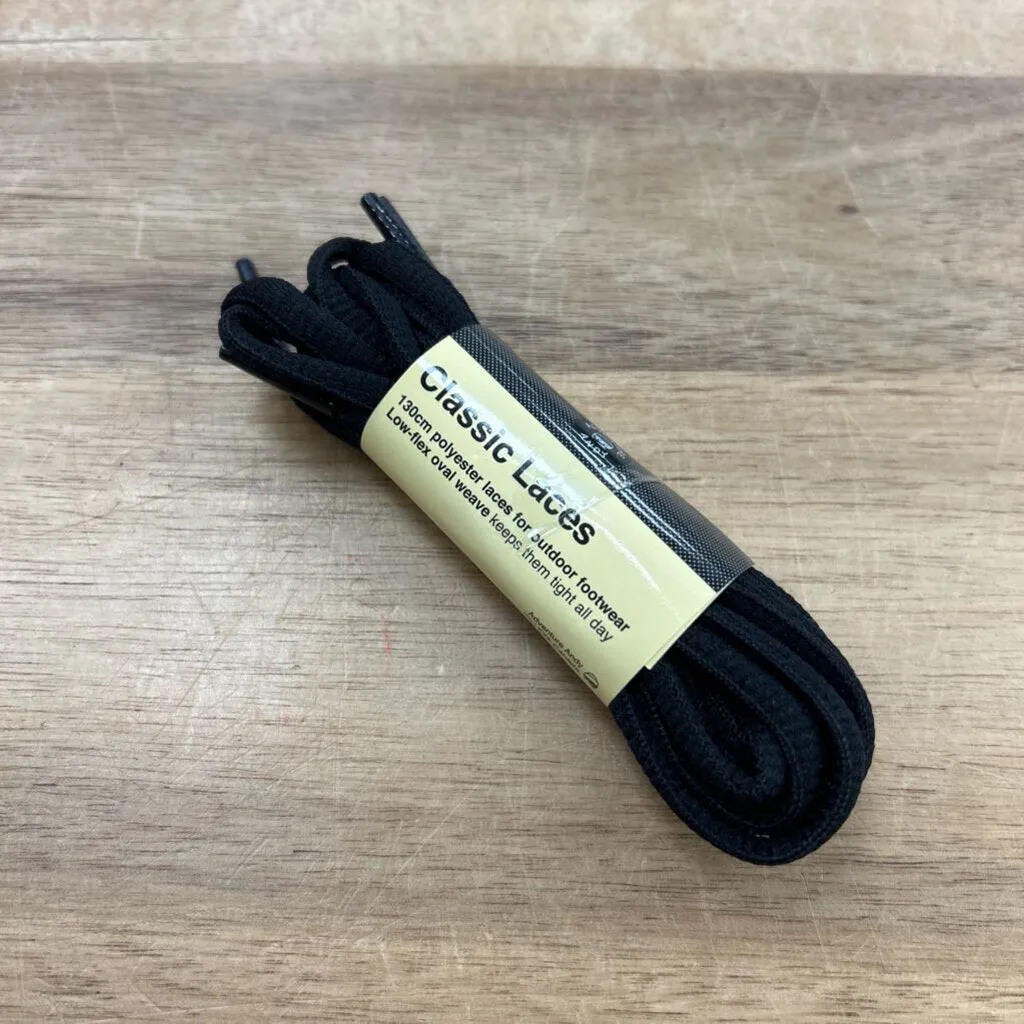 Classic Laces
130cm polyester laces for outdoor footwear
Low-flex oval weave keeps them tight all day
Adventure Andy